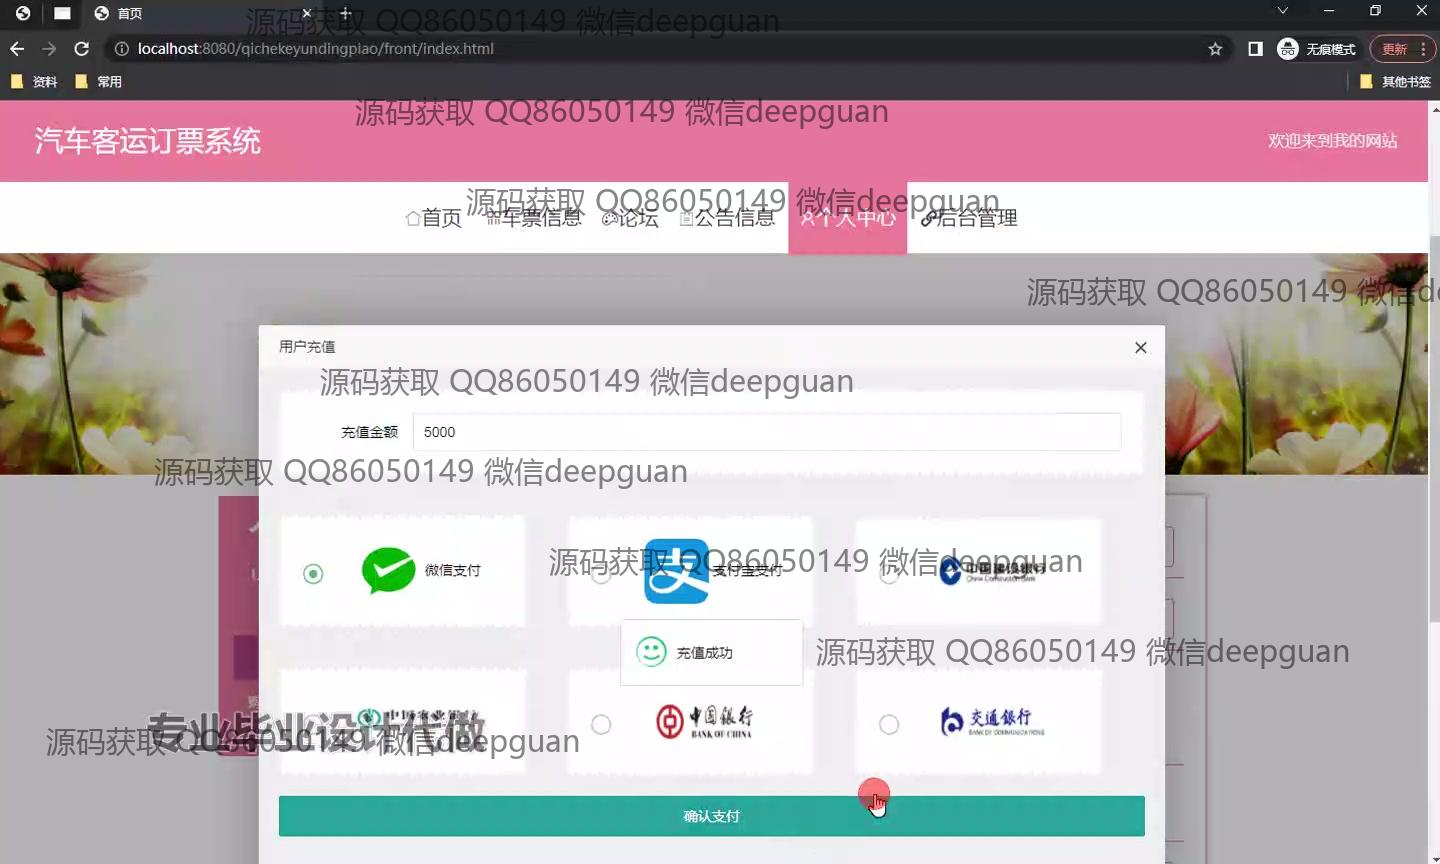 首页
源码获取 QQ86050149 微信deepguan
localhost:8080/qichekeyundingpiao/front/index.html
无痕模式
更新
资料
常用
其他书签
源码获取 QQ86050149 微信deepguan
汽车客运订票系统
欢迎来到我的网站
源码获取 QQ86050149 微信deepguan
首页
车票信息
论坛
公告信息
个人中心
后台管理
源码获取 QQ86050149 微信de
用户充值
源码获取 QQ86050149 微信deepguan
充值金额
5000
源码获取 QQ86050149 微信deepguan
源码获取 QQ86050149 微信deepguan
微信支付
支付宝支付
中国建设银行
China Construction Bank
充值成功
源码获取 QQ86050149 微信deepguan
中国农业银行
中国银行
BANK OF CHINA
交通银行
BANK OF COMMUNICATIONS
专业毕业设计代做
源码获取 QQ86050149 微信deepguan
确认支付